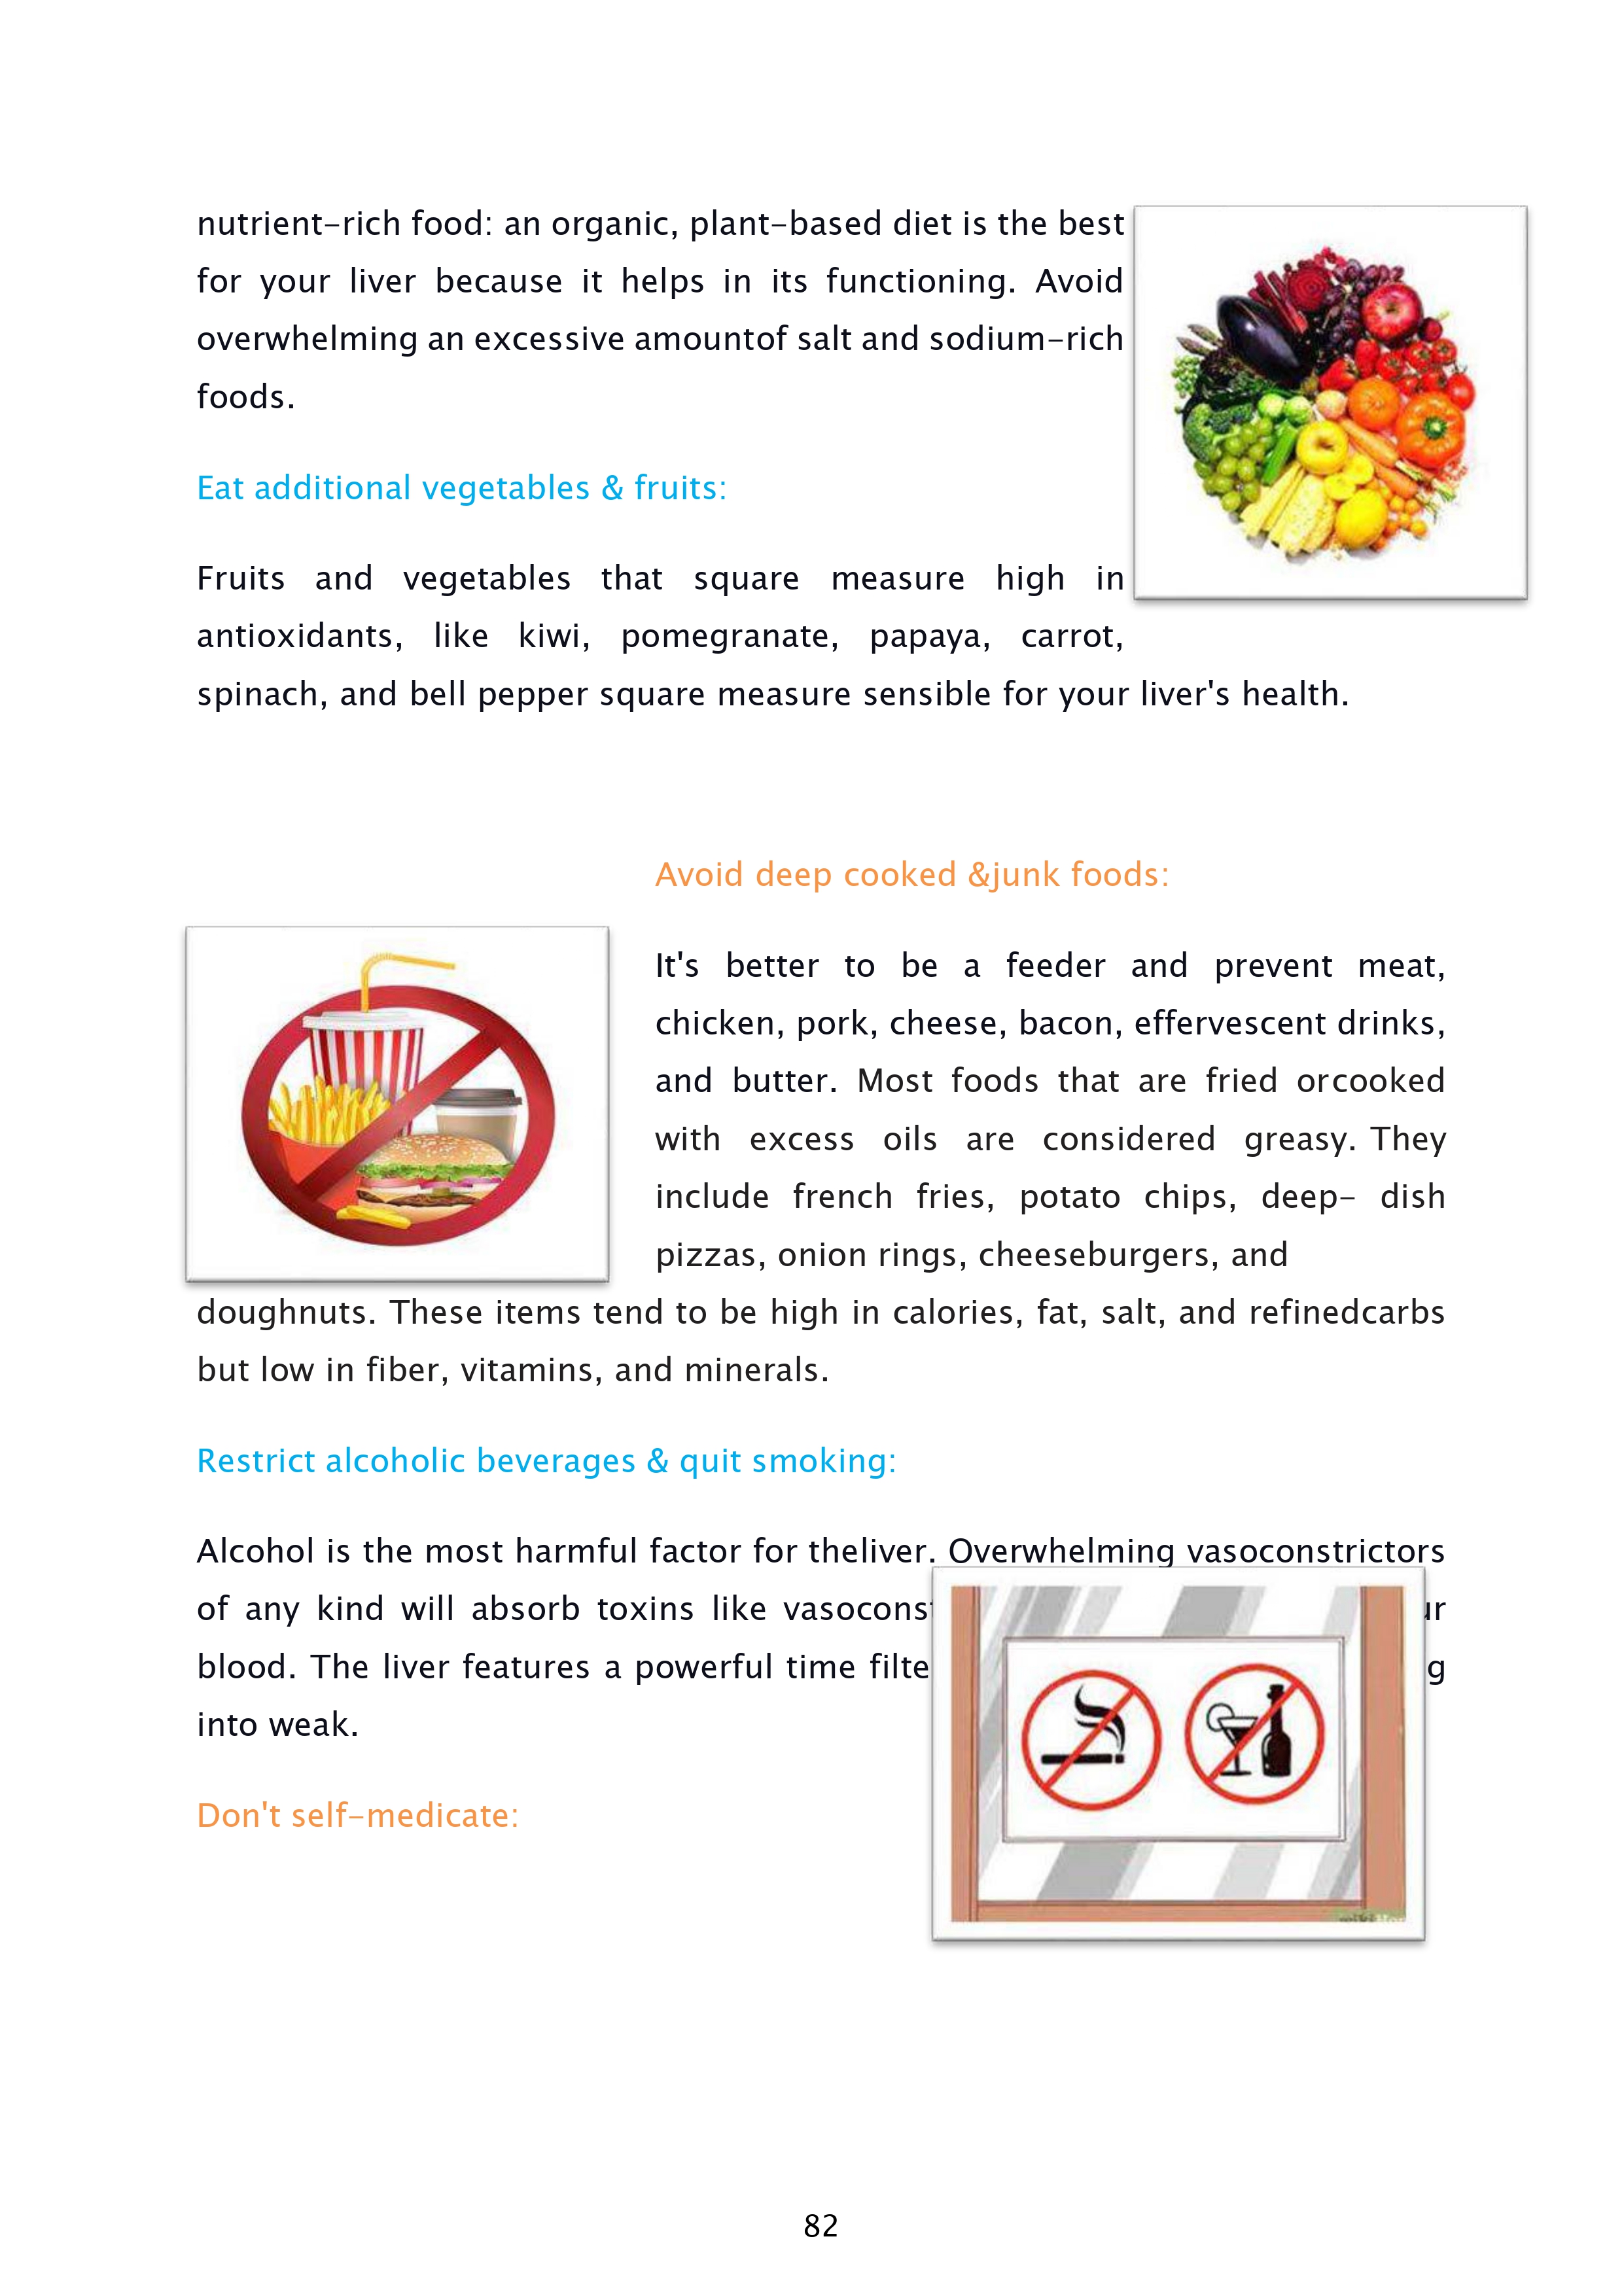 nutrient-rich food: an organic, plant-based diet is the best
for your liver because it helps in its functioning. Avoid
overwhelming an excessive amountof salt and sodium-rich
foods.
Eat additional vegetables & fruits:
Fruits and vegetables that square measure high in
antioxidants, like kiwi, pomegranate, papaya, carrot,
spinach, and bell pepper square measure sensible for your liver's health.
Avoid deep cooked &junk foods:
It's better to be a feeder and prevent meat,
chicken, pork, cheese, bacon, effervescent drinks,
and butter. Most foods that are fried orcooked
with excess oils are considered greasy. They
include french fries, potato chips, deep- dish
pizzas, onion rings, cheeseburgers, and
doughnuts. These items tend to be high in calories, fat, salt, and refinedcarbs
but low in fiber, vitamins, and minerals.
Restrict alcoholic beverages & quit smoking:
Alcohol is the most harmful factor for theliver. Overwhelming vasoconstrictors
of any kind will absorb toxins like
blood. The liver features a powerful time
into weak.
Don't self-medicate:
82